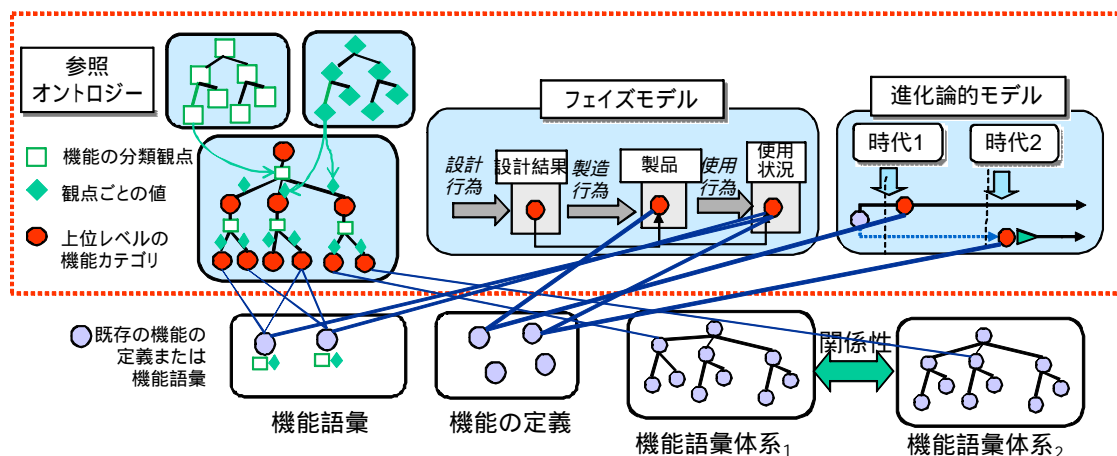 参照
オントロジー
機能の分類観点
観点ごとの値
上位レベルの
機能カテゴリ
フェイズモデル
設計
行為
設計結果
製造
行為
製品
使用
行為
使用
状況
進化論的モデル
時代1
時代2
既存の機能の
定義または
機能語彙
機能語彙
機能の定義
機能語彙体系1
関係性
機能語彙体系2